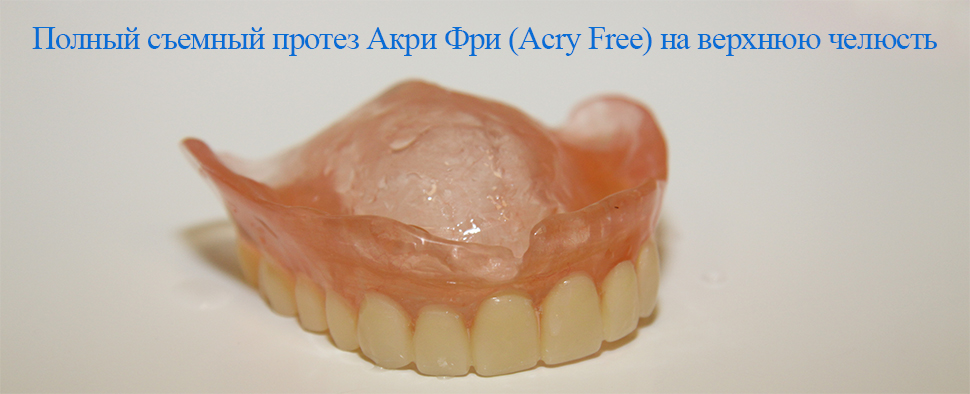 Полный съемный протез Акри Фри (Acry Free) на верхнюю челюсть